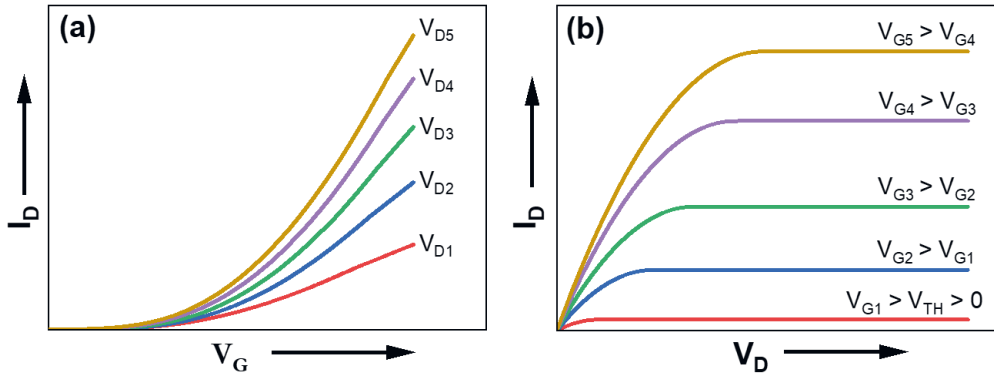 (a)
V_D5
V_D4
V_D3
V_D2
V_D1
I_D
V_G
(b)
V_G5 > V_G4
V_G4 > V_G3
V_G3 > V_G2
V_G2 > V_G1
V_G1 > V_TH > 0
I_D
V_D